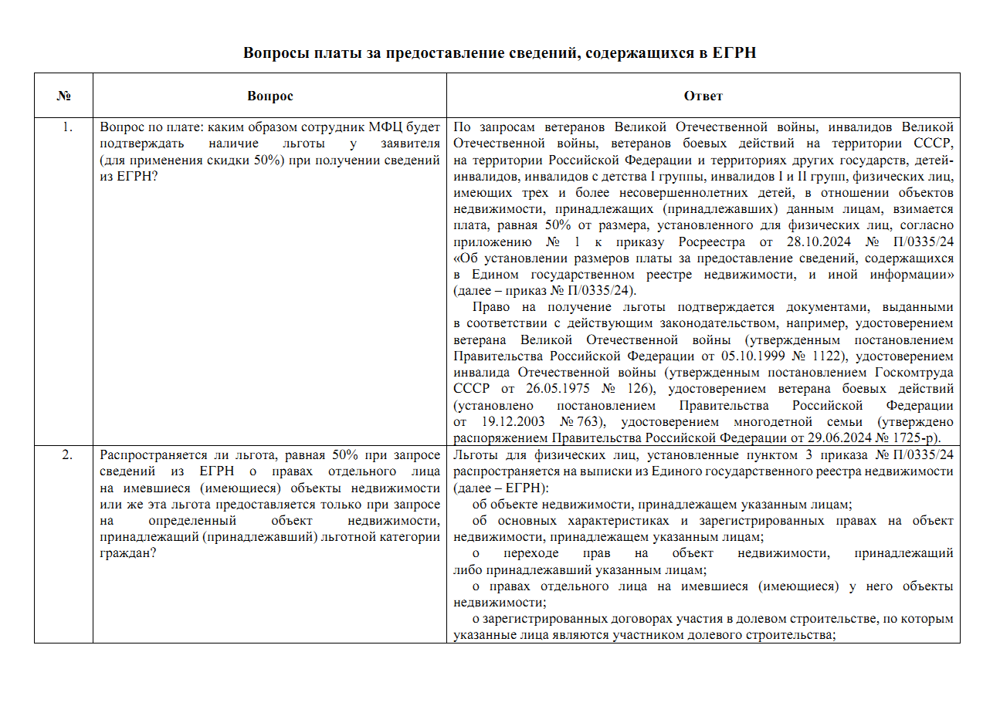 Вопросы платы за предоставление сведений, содержащихся в ЕГРН
№
Вопрос
Ответ
1.
Вопрос по плате: каким образом сотрудник МФЦ будет
подтверждать наличие льготы у заявителя
(для применения скидки 50%) при получении сведений
из ЕГРН?
По запросам ветеранов Великой Отечественной войны, инвалидов Великой
Отечественной войны, ветеранов боевых действий на территории СССР,
на территории Российской Федерации и территориях других государств, детей-
инвалидов, инвалидов с детства I группы, инвалидов I и II групп, физических лиц,
имеющих трех и более несовершеннолетних детей, в отношении объектов
недвижимости, принадлежащих (принадлежавших) данным лицам, взимается
плата, равная 50% от размера, установленного для физических лиц, согласно
приложению № 1 к приказу Росреестра от 28.10.2024 № П/0335/24
«Об установлении размеров платы за предоставление сведений, содержащихся
в Едином государственном реестре недвижимости, и иной информации»
(далее – приказ № П/0335/24).
Право на получение льготы подтверждается документами, выданными
в соответствии с действующим законодательством, например, удостоверением
ветерана Великой Отечественной войны (утвержденным постановлением
Правительства Российской Федерации от 05.10.1999 № 1122), удостоверением
инвалида Отечественной войны (утвержденным постановлением Госкомтруда
СССР от 26.05.1975 № 126), удостоверением ветерана боевых действий
(установлено постановлением Правительства Российской Федерации
от 19.12.2003 № 763), удостоверением многодетной семьи (утверждено
распоряжением Правительства Российской Федерации от 29.06.2024 № 1725-р).
2.
Распространяется ли льгота, равная 50% при запросе
сведений из ЕГРН о правах отдельного лица
на имевшиеся (имеющиеся) объекты недвижимости
или же эта льгота предоставляется только при запросе
на определенный объект недвижимости,
принадлежащий (принадлежавший) льготной категории
граждан?
Льготы для физических лиц, установленные пунктом 3 приказа № П/0335/24
распространяется на выписки из Единого государственного реестра недвижимости
(далее – ЕГРН):
об объекте недвижимости, принадлежащем указанным лицам;
об основных характеристиках и зарегистрированных правах на объект
недвижимости, принадлежащем указанным лицам;
о переходе прав на объект недвижимости, принадлежащий
либо принадлежавший указанным лицам;
о правах отдельного лица на имевшиеся (имеющиеся) у него объекты
недвижимости;
о зарегистрированных договорах участия в долевом строительстве, по которым
указанные лица являются участником долевого строительства;